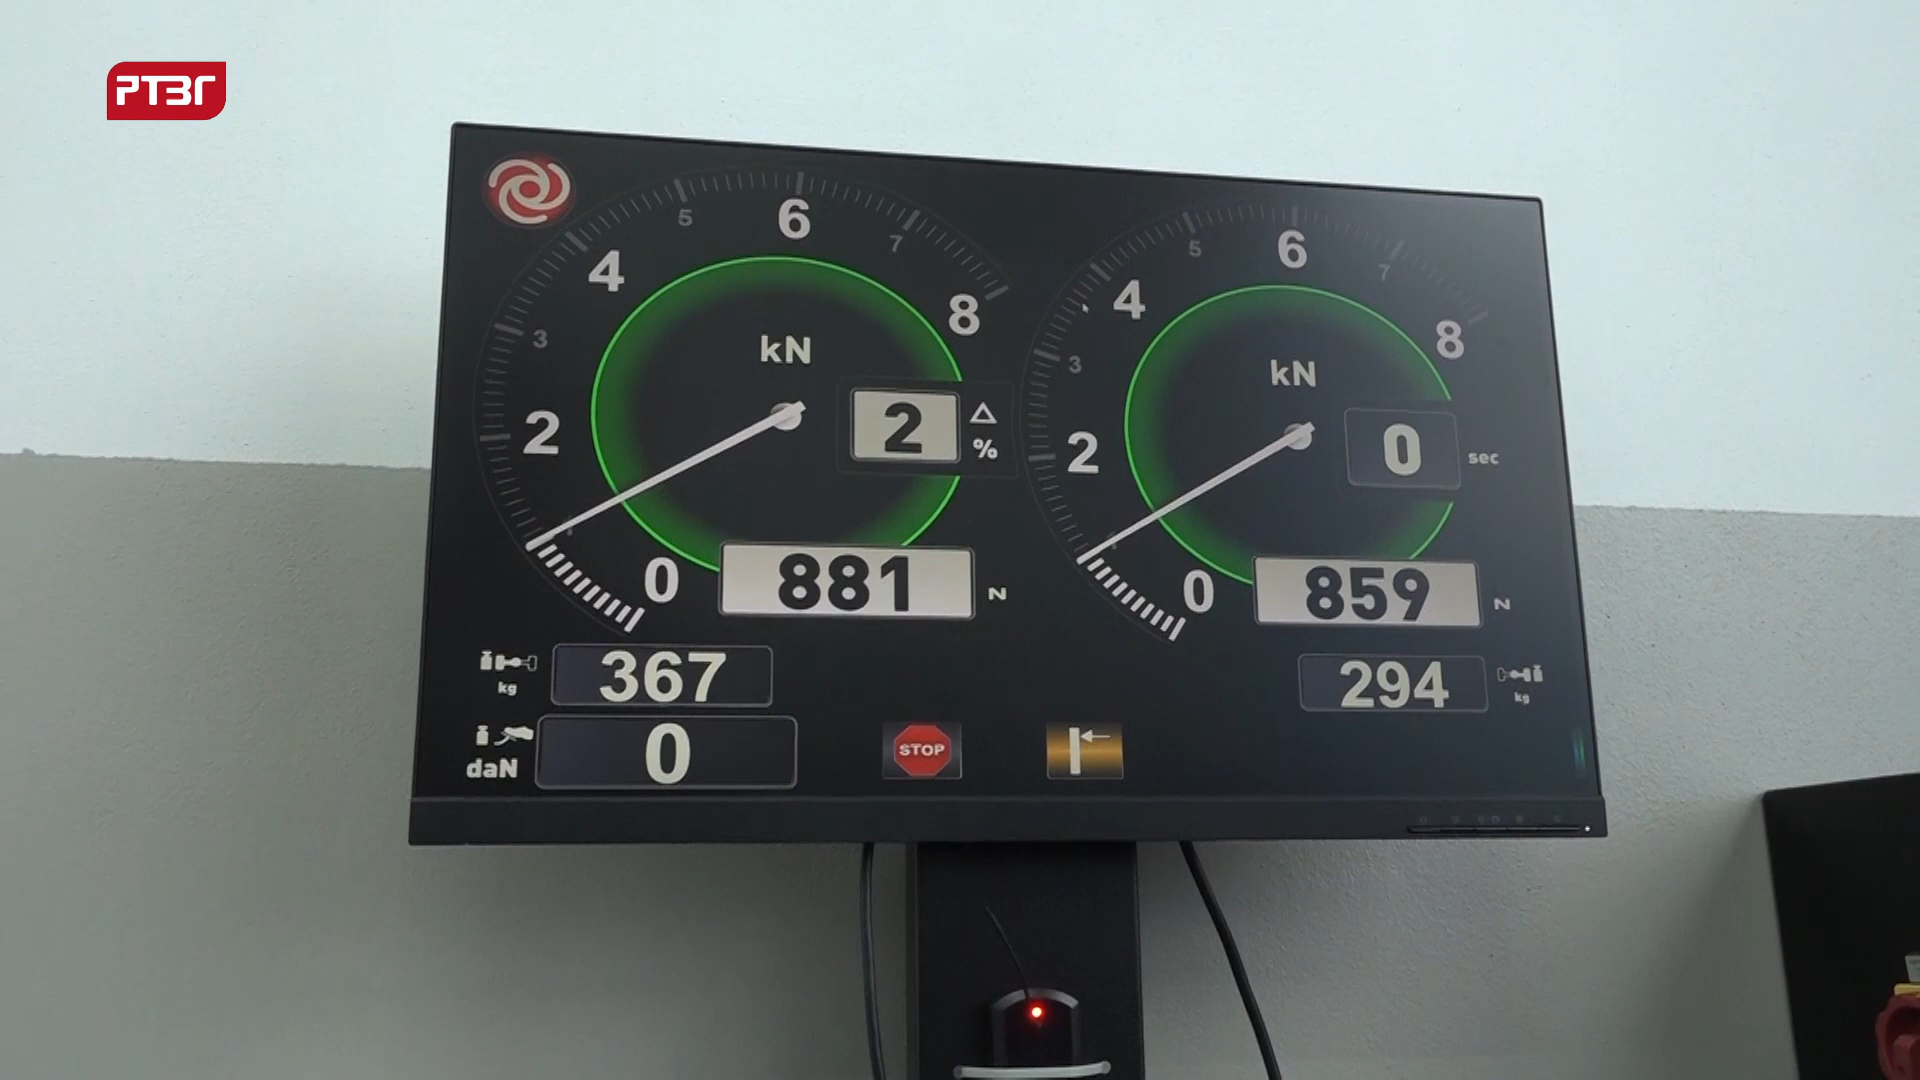 РТВГ
5 6 7
4 8
3
kN
2
2 △
%
0
881 N
5 6 7
4 8
3
kN
2
0 sec
0
859 N
367
kg
294
kg
0
daN
STOP